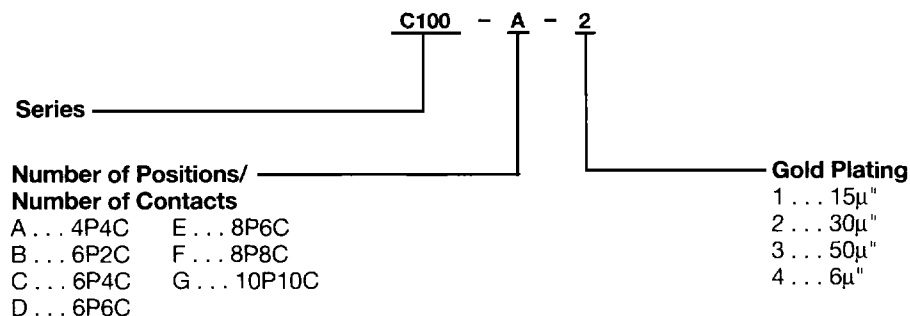 C100 - A - 2
Series
Number of Positions/
Number of Contacts
A . . . 4P4C E . . . 8P6C
B . . . 6P2C F . . . 8P8C
C . . . 6P4C G . . . 10P10C
D . . . 6P6C
Gold Plating
1 . . . 15µ"
2 . . . 30µ"
3 . . . 50µ"
4 . . . 6µ"